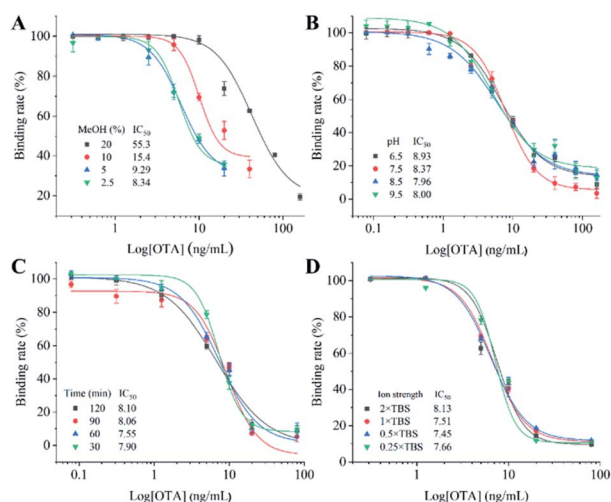 A
Binding rate (%)
100
80
60
40
20
MeOH (%) IC50
20 55.3
10 15.4
5 9.29
2.5 8.34
1 10 100
Log[OTA] (ng/mL)
B
Binding rate (%)
120
100
80
60
40
20
0
pH IC50
6.5 8.93
7.5 8.37
8.5 7.96
9.5 8.00
0.1 1 10 100
Log[OTA] (ng/mL)
C
Binding rate (%)
100
80
60
40
20
0
Time (min) IC50
120 8.10
90 8.06
60 7.55
30 7.90
0.1 1 10 100
Log[OTA] (ng/mL)
D
Binding rate (%)
100
80
60
40
20
0
Ion strength IC50
2×TBS 8.13
1×TBS 7.51
0.5×TBS 7.45
0.25×TBS 7.66
1 10 100
Log[OTA] (ng/mL)